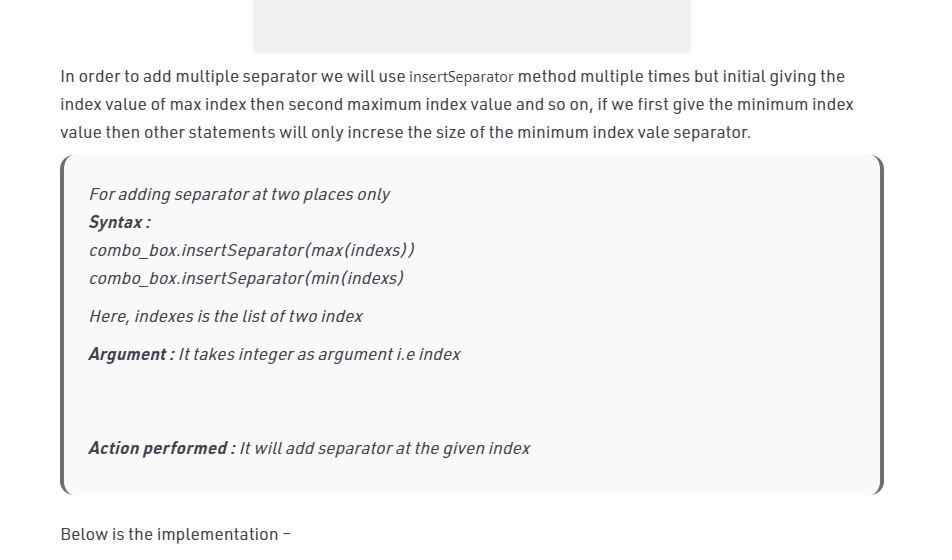 In order to add multiple separator we will use insertSeparator method multiple times but initial giving the
index value of max index then second maximum index value and so on, if we first give the minimum index
value then other statements will only increse the size of the minimum index vale separator.
For adding separator at two places only
Syntax :
combo_box.insertSeparator(max(indexs))
combo_box.insertSeparator(min(indexs)
Here, indexes is the list of two index
Argument : It takes integer as argument i.e index
Action performed : It will add separator at the given index
Below is the implementation –